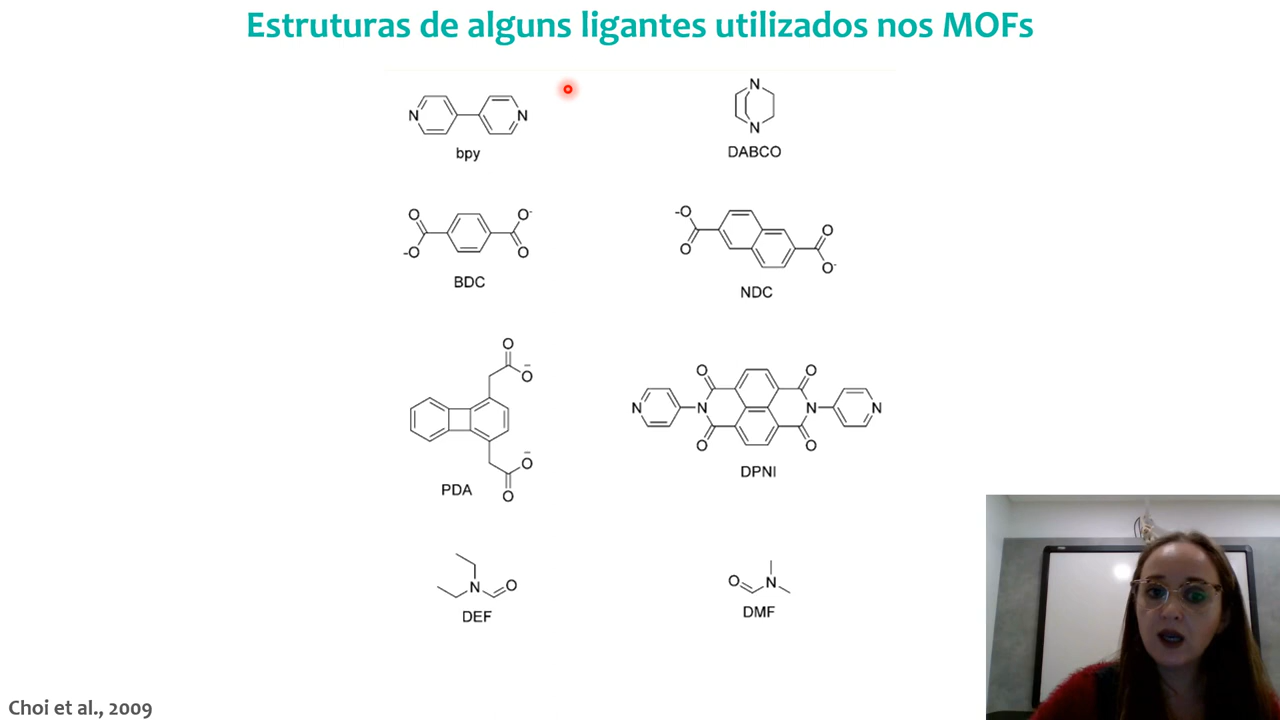 Estruturas de alguns ligantes utilizados nos MOFs
N N
bpy
N
N
DABCO
O O-
-O O
BDC
-O O
O O-
NDC
O
O-
O-
O
PDA
O O
N N N N
O O
DPNI
N O
DEF
O N
DMF
Choi et al., 2009